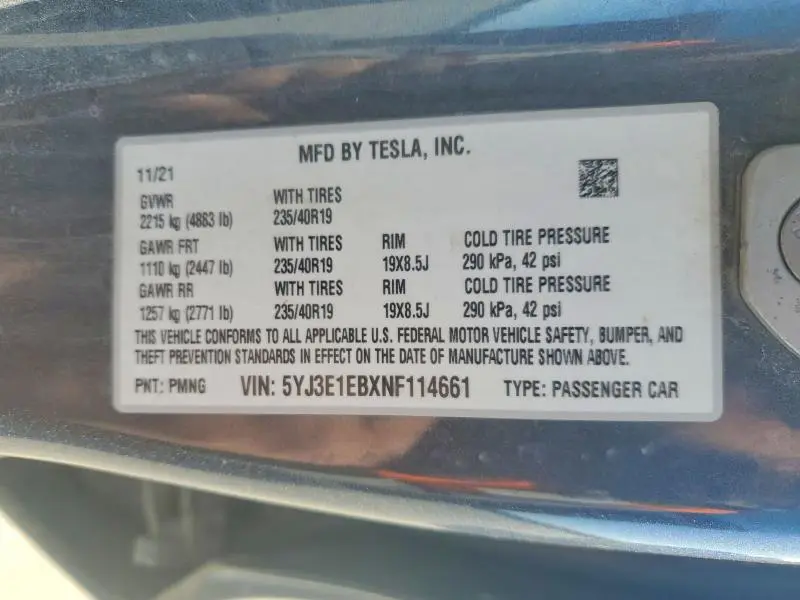 MFD BY TESLA, INC.
11/21
GVWR WITH TIRES
2215 kg (4883 lb) 235/40R19
GAWR FRT WITH TIRES RIM COLD TIRE PRESSURE
1110 kg (2447 lb) 235/40R19 19X8.5J 290 kPa, 42 psi
GAWR RR WITH TIRES RIM COLD TIRE PRESSURE
1257 kg (2771 lb) 235/40R19 19X8.5J 290 kPa, 42 psi
THIS VEHICLE CONFORMS TO ALL APPLICABLE U.S. FEDERAL MOTOR VEHICLE SAFETY, BUMPER, AND
THEFT PREVENTION STANDARDS IN EFFECT ON THE DATE OF MANUFACTURE SHOWN ABOVE.
PNT: PMNG VIN: 5YJ3E1EBXNF114661 TYPE: PASSENGER CAR